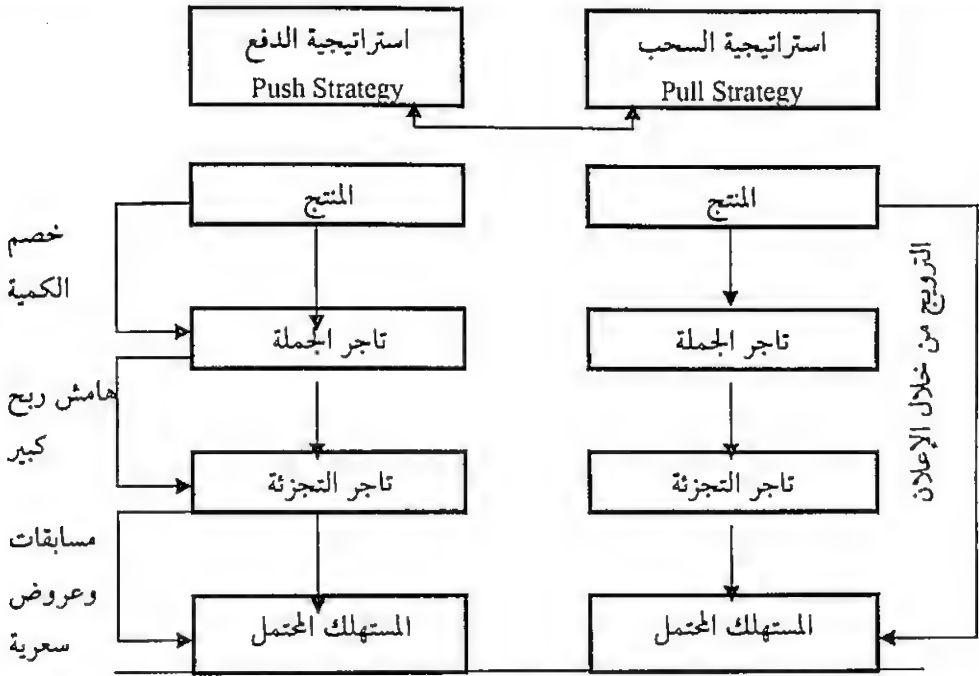 استراتيجية السحب
Pull Strategy
استراتيجية الدفع
Push Strategy
المنتج
المنتج
خصم
الكمية
الترويج من خلال الإعلان
تاجر الجملة
تاجر الجملة
هامش ربح
كبير
تاجر التجزئة
تاجر التجزئة
مسابقات
وعروض
سعرية
المستهلك المحتمل
المستهلك المحتمل